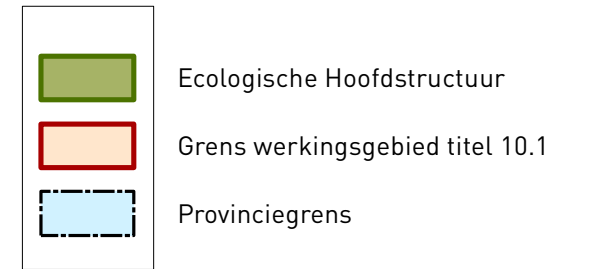 Ecologische Hoofdstructuur
Grens werkingsgebied titel 10.1
Provinciegrens